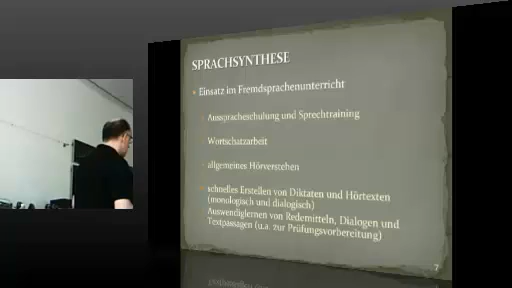 SPRACHSYNTHESE
Einsatz im Fremdsprachenunterricht
Ausspracheschulung und Sprechtraining
Wortschatzarbeit
allgemeines Hörverstehen
schnelles Erstellen von Diktaten und Hörtexten
(monologisch und dialogisch)
Auswendiglernen von Redemitteln, Dialogen und
Textpassagen (u.a. zur Prüfungsvorbereitung)
7